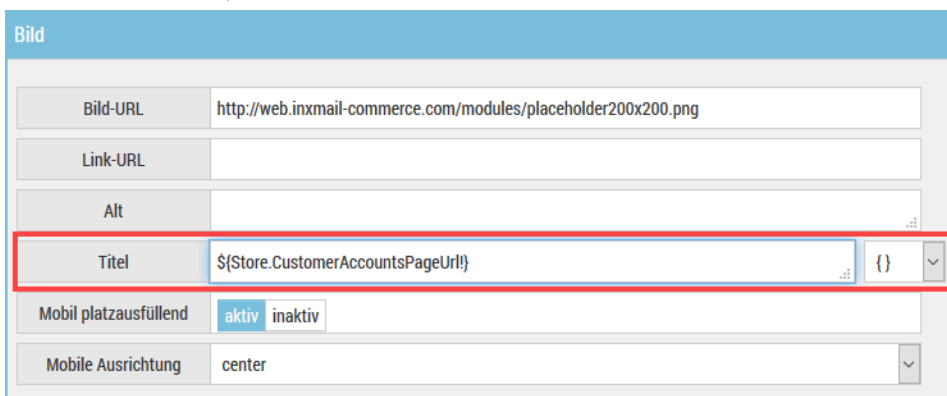 Bild
Bild-URL http://web.inxmail-commerce.com/modules/placeholder200x200.png
Link-URL
Alt
Titel ${Store.CustomerAccountsPageUrl!} {}
Mobil platzausfüllend aktiv inaktiv
Mobile Ausrichtung center